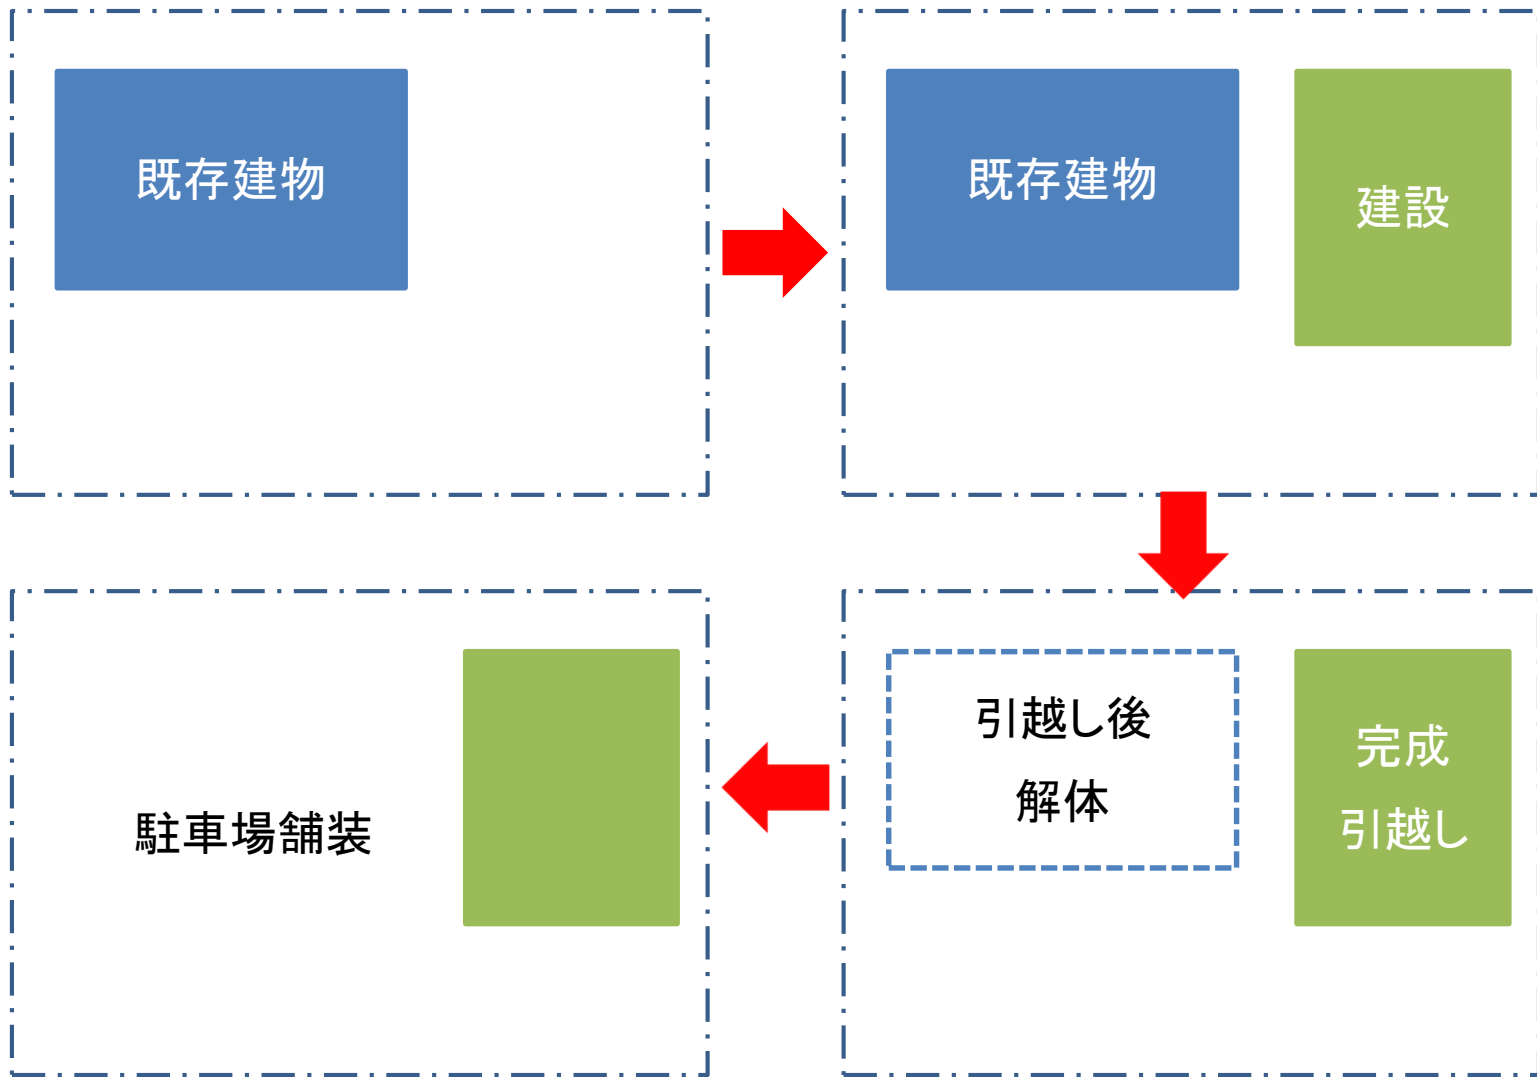 既存建物
既存建物
建設
引越し後
解体
完成
引越し
駐車場舗装